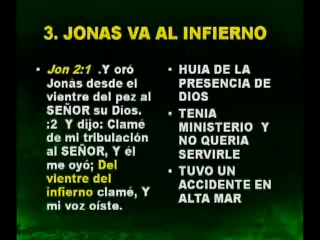 3. JONAS VA AL INFIERNO
• Jon 2:1 .Y oró
Jonás desde el
vientre del pez al
SEÑOR su Dios.
:2 Y dijo: Clamé
de mi tribulación
al SEÑOR, Y él
me oyó; Del
vientre del
infierno clamé, Y
mi voz oíste.
• HUIA DE LA
PRESENCIA DE
DIOS
• TENIA
MINISTERIO Y
NO QUERIA
SERVIRLE
• TUVO UN
ACCIDENTE EN
ALTA MAR